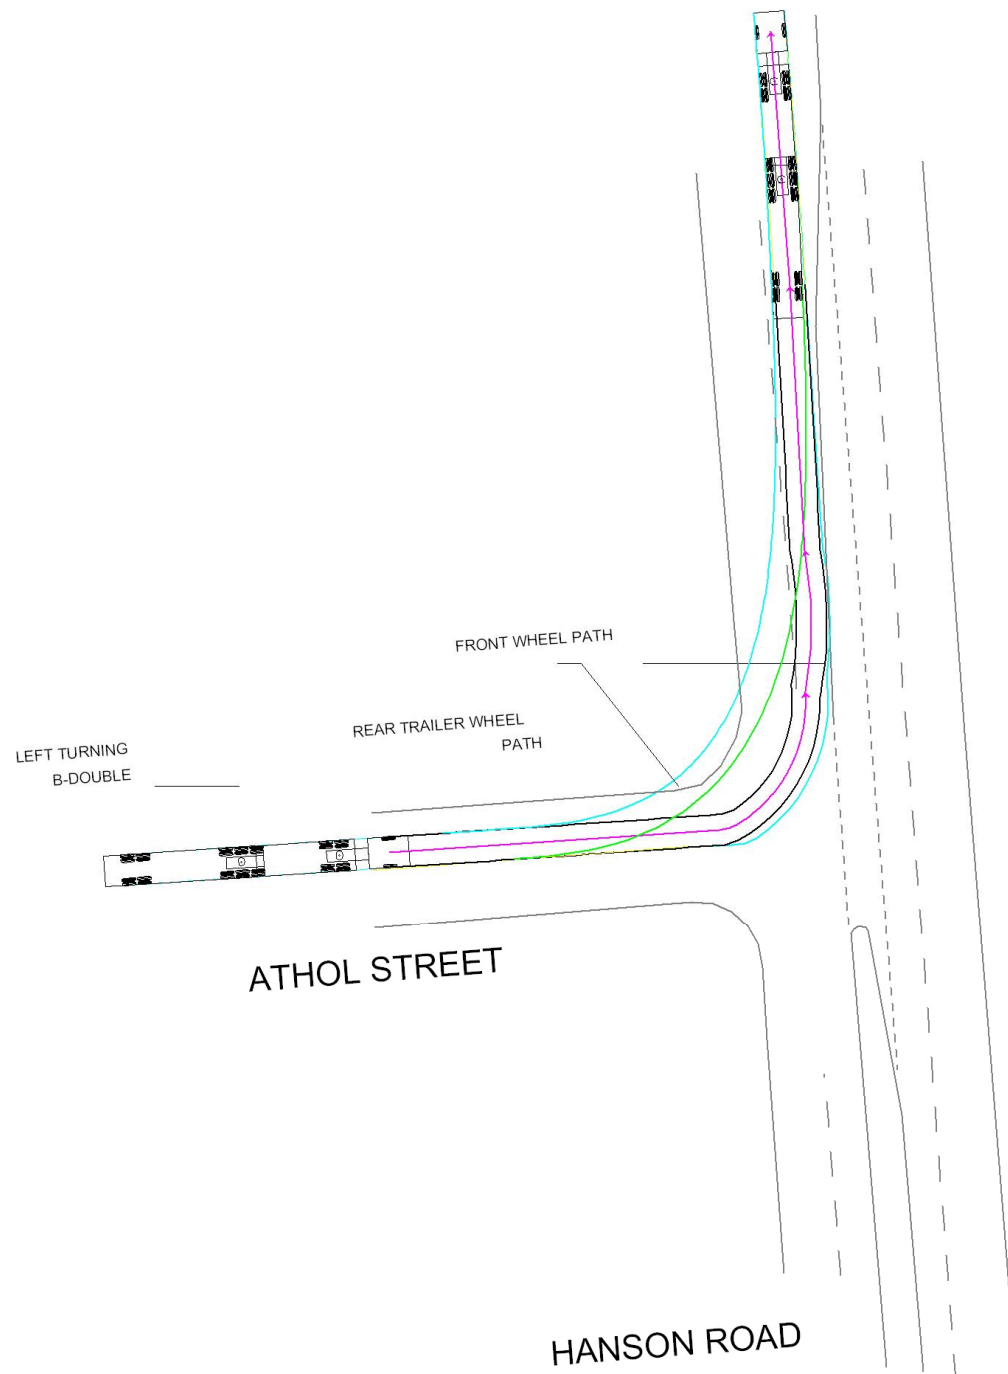 FRONT WHEEL PATH
REAR TRAILER WHEEL
PATH
LEFT TURNING
B-DOUBLE
ATHOL STREET
HANSON ROAD